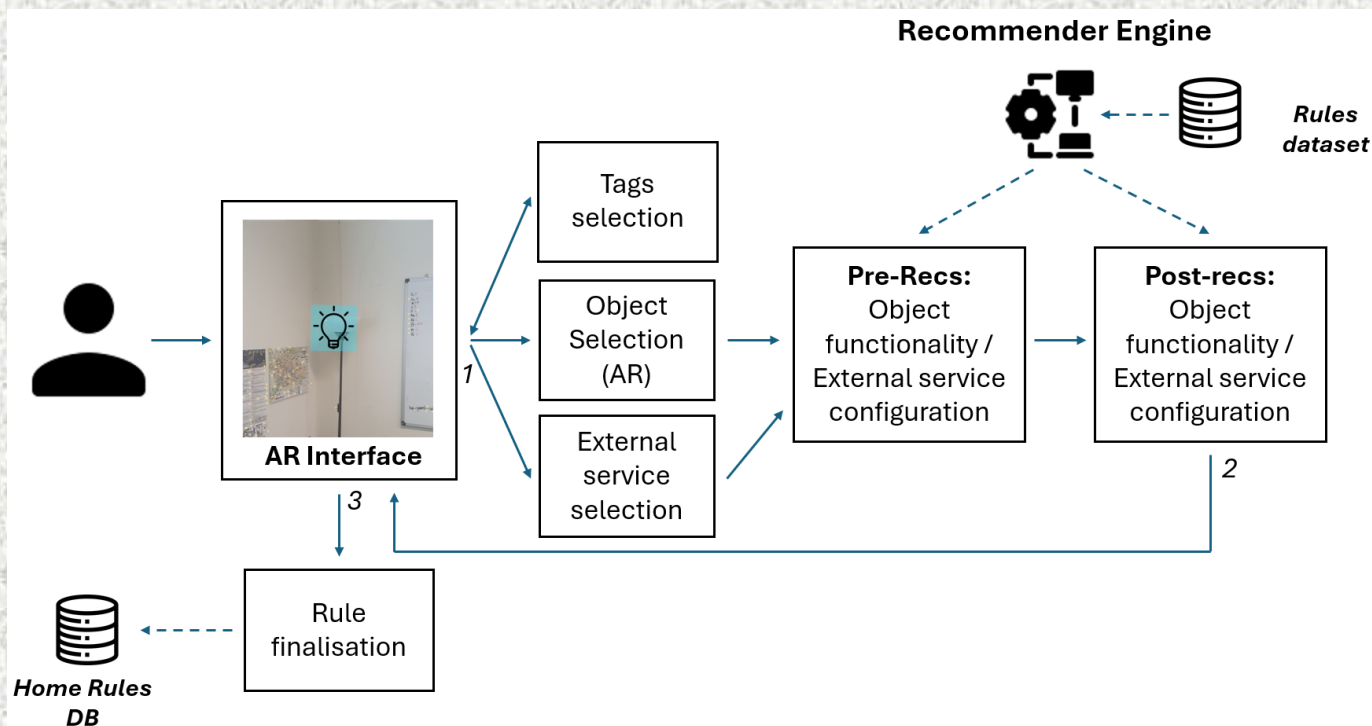 Recommender Engine
Rules
dataset
Tags
selection
Object
Selection
(AR)
External
service
selection
Pre-Recs:
Object
functionality /
External service
configuration
Post-recs:
Object
functionality /
External service
configuration
AR Interface
1
2
3
Rule
finalisation
Home Rules
DB